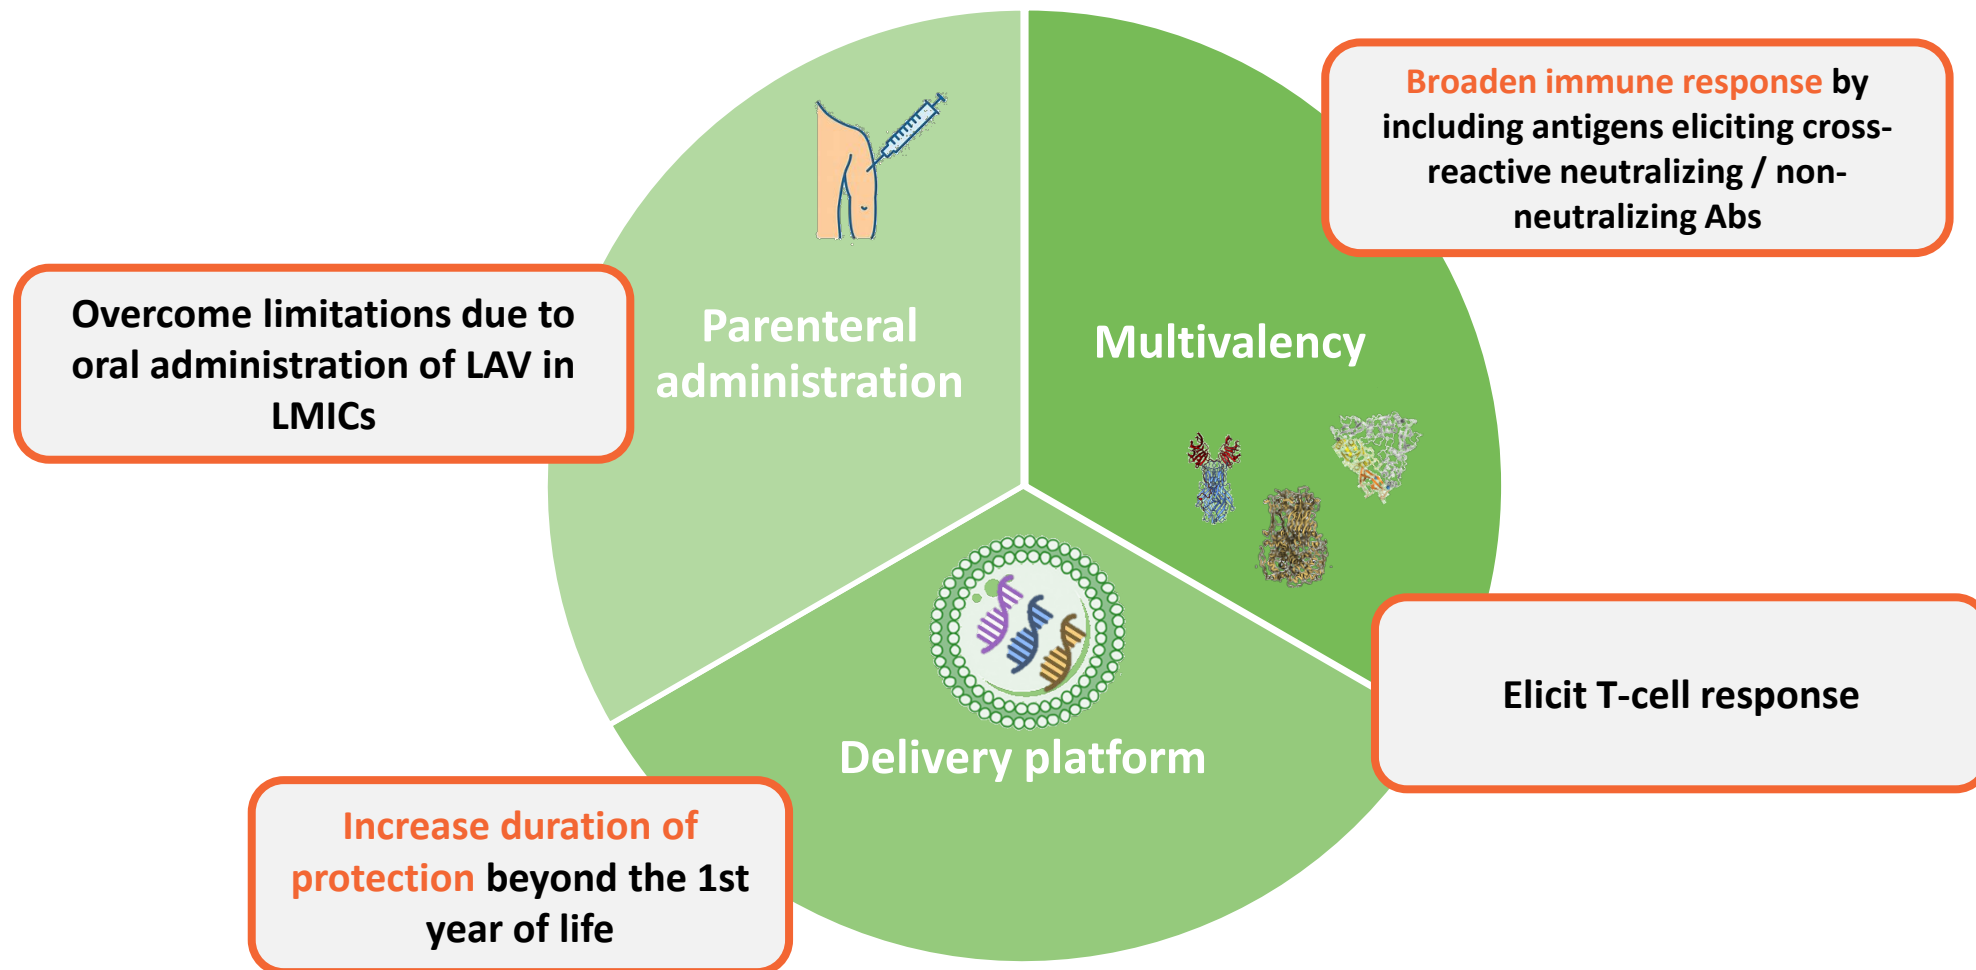 Broaden immune response by
including antigens eliciting cross-
reactive neutralizing / non-
neutralizing Abs
Overcome limitations due to
oral administration of LAV in
LMICs
Parenteral
administration
Multivalency
Elicit T-cell response
Delivery platform
Increase duration of
protection beyond the 1st
year of life